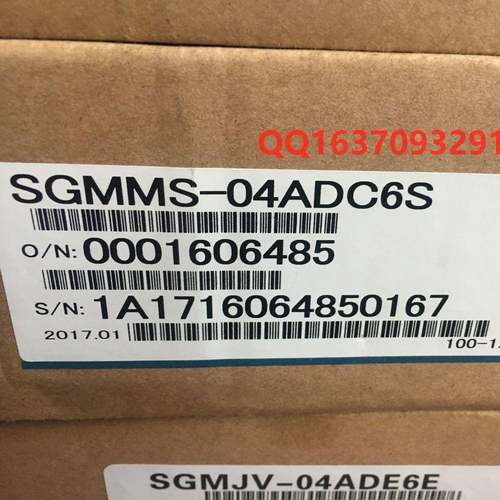 QQ1637093291
SGMMS-04ADC6S
O/N: 0001606485
S/N: 1A1716064850167
2017.01
SGMJV-04ADE6E